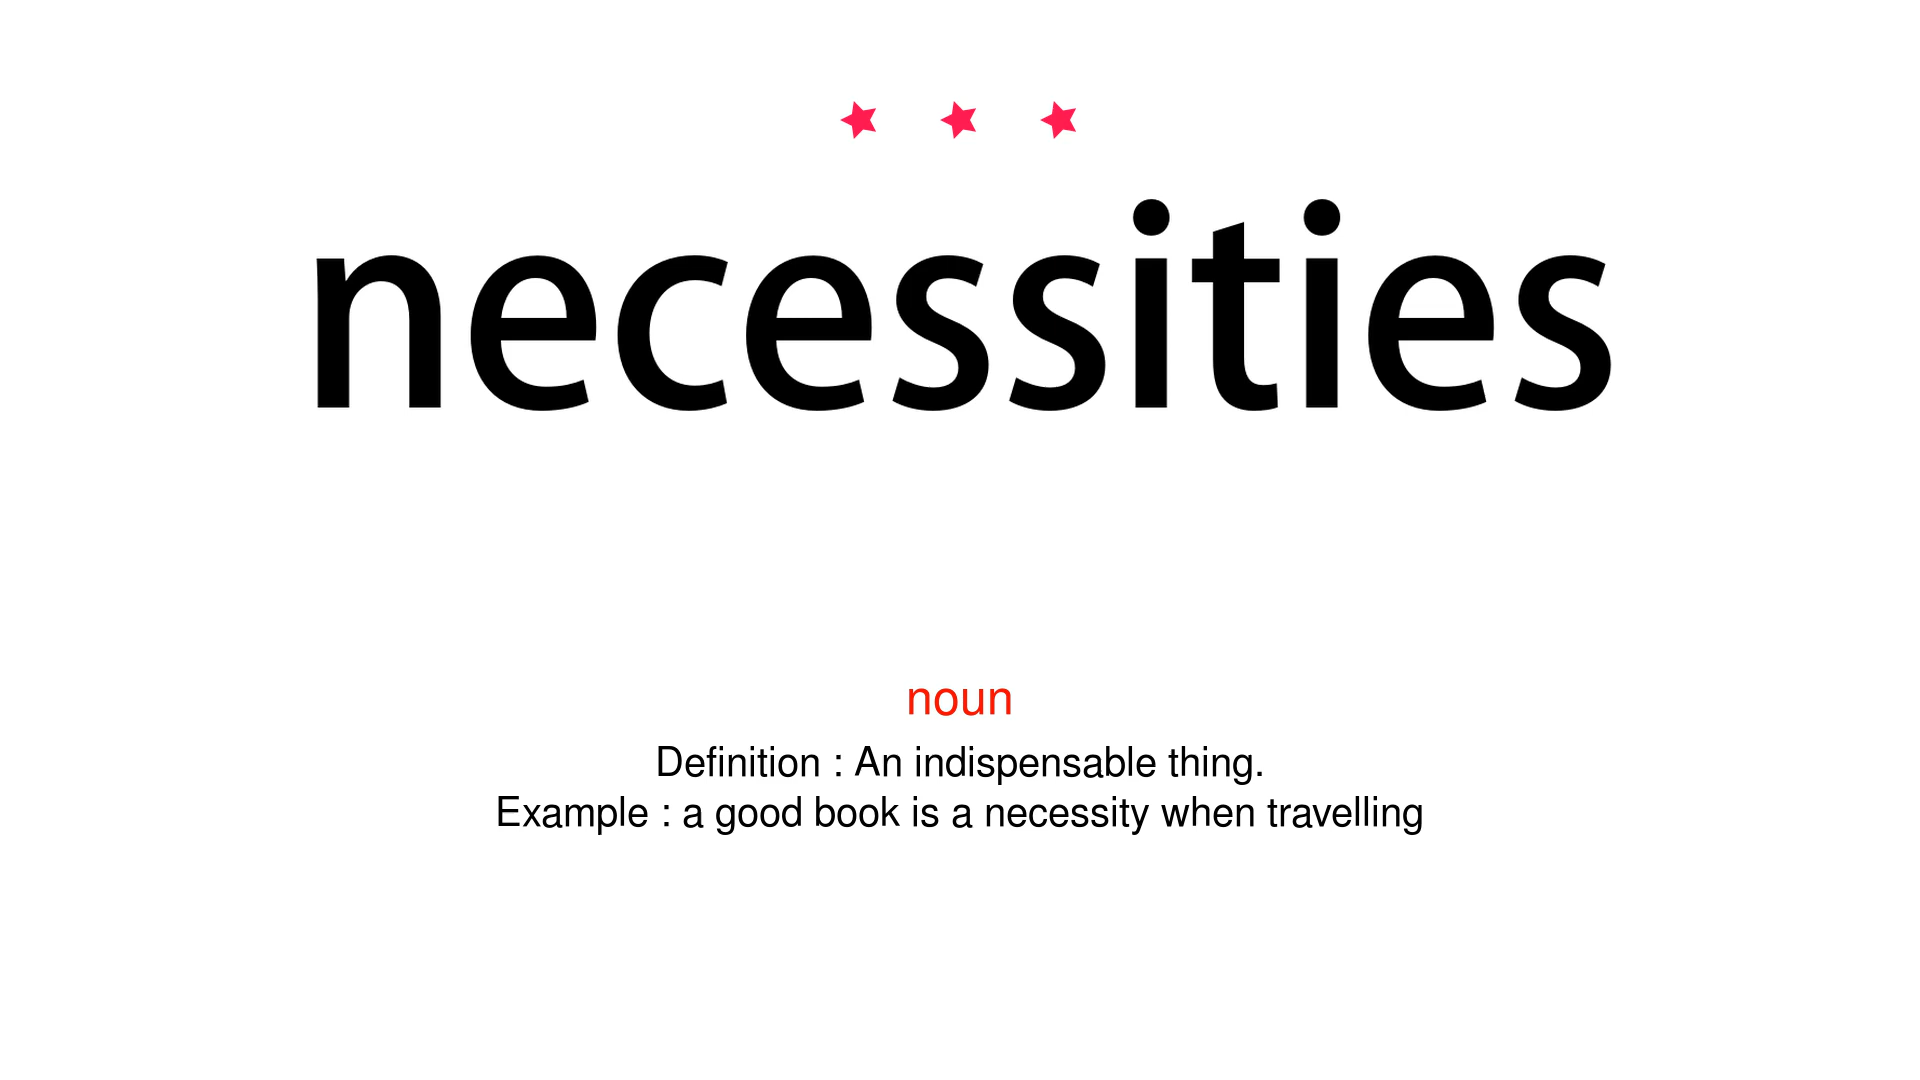 necessities
noun
Definition : An indispensable thing.
Example : a good book is a necessity when travelling